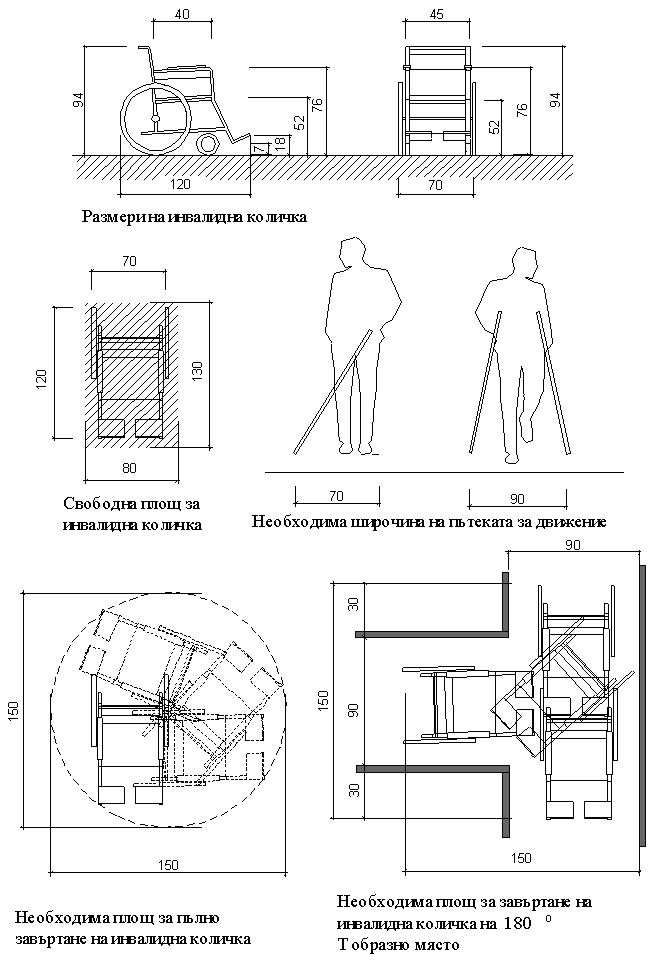 40
45
94
76
52
18
7
52
76
94
120
70
Размери на инвалидна количка
70
120
130
80
Свободна площ за
инвалидна количка
70
90
Необходима широчина на пътеката за движение
150
150
Необходима площ за пълно
завъртане на инвалидна количка
90
30
150
90
30
150
Необходима площ за завъртане на
инвалидна количка на 180 °
Т образно място